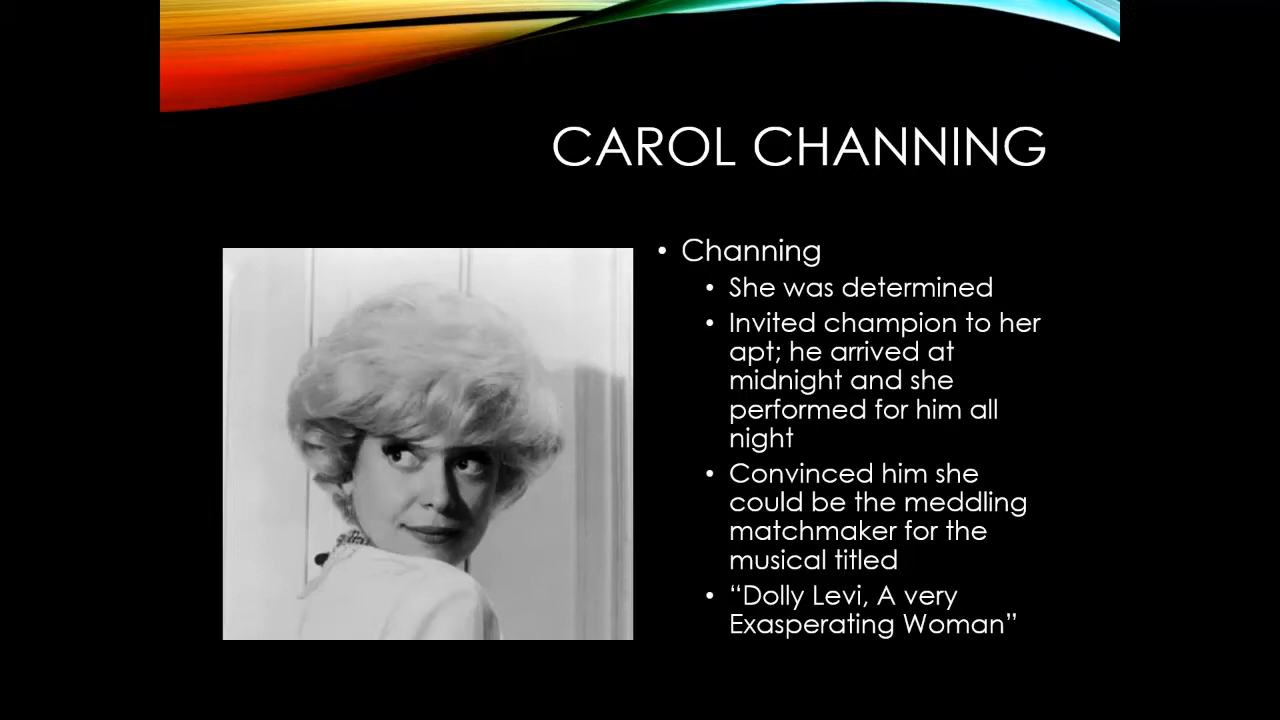 CAROL CHANNING
• Channing
• She was determined
• Invited champion to her
apt; he arrived at
midnight and she
performed for him all
night
• Convinced him she
could be the meddling
matchmaker for the
musical titled
• “Dolly Levi, A very
Exasperating Woman”